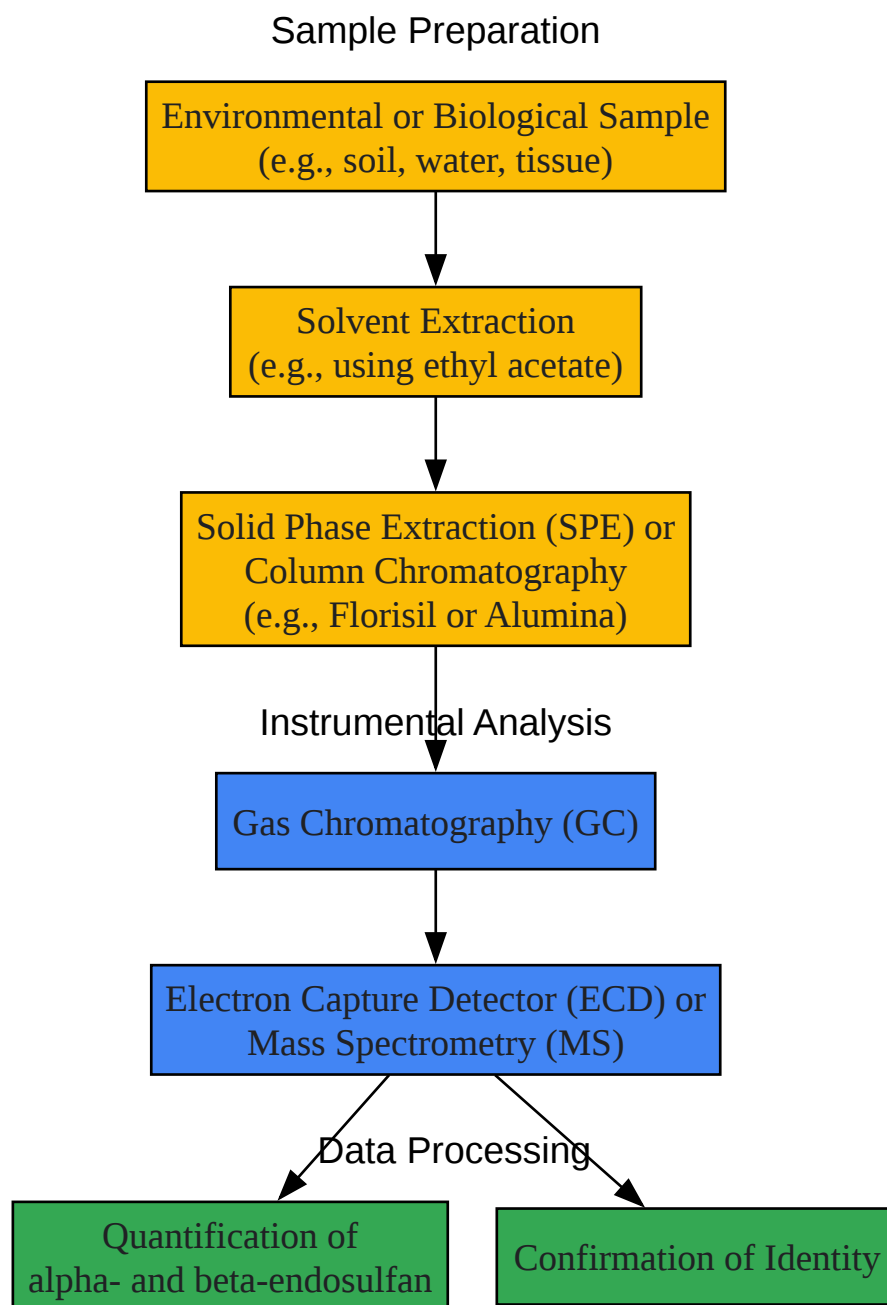 Sample Preparation
Environmental or Biological Sample
(e.g., soil, water, tissue)
Solvent Extraction
(e.g., using ethyl acetate)
Solid Phase Extraction (SPE) or
Column Chromatography
(e.g., Florisil or Alumina)
Instrumental Analysis
Gas Chromatography (GC)
Electron Capture Detector (ECD) or
Mass Spectrometry (MS)
Data Processing
Quantification of
alpha- and beta-endosulfan
Confirmation of Identity